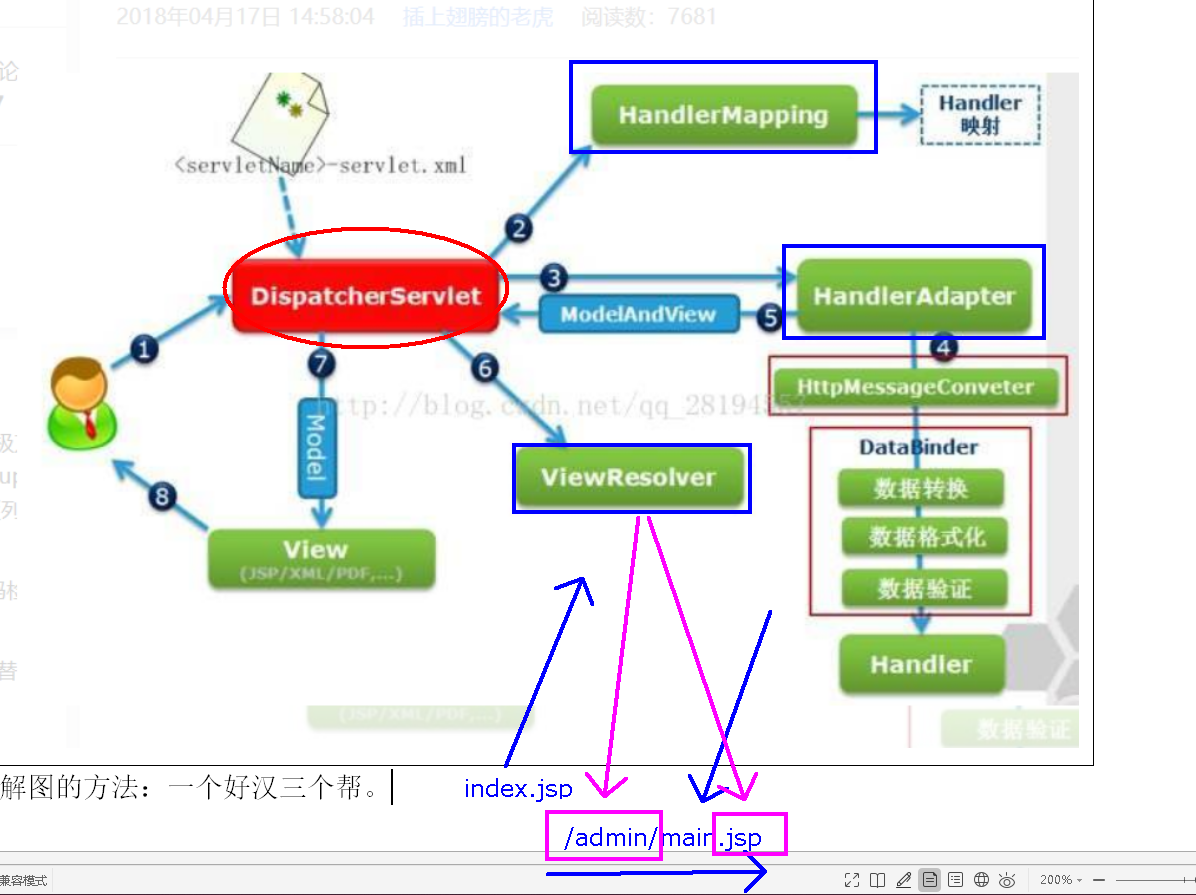 2018年04月17日 14:58:04 插上翅膀的老虎 阅读数：7681
论
<servletName>-servlet.xml
HandlerMapping
Handler
映射
2
DispatcherServlet
3
HandlerAdapter
ModelAndView
5
1
7
6
4
HttpMessageConveter
http://blog.csdn.net/qq_28194
Model
DataBinder
ViewResolver
数据转换
8
数据格式化
列
View
(JSP/XML/PDF,...)
数据验证
Handler
替
(JSP/XML/PDF,...)
数据验证
解图的方法：一个好汉三个帮。
index.jsp
/admin/main.jsp
兼容模式
200%